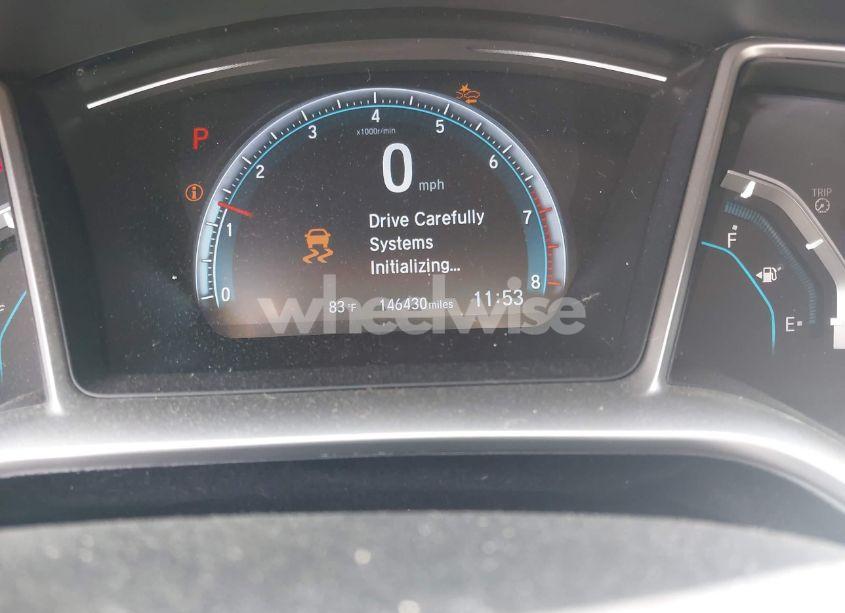 P
0 1 2 3 4 5 6 7 8
x1000r/min
0 mph
Drive Carefully
Systems
Initializing...
83°F 146430 miles 11:53
wheelwise
TRIP
F
E